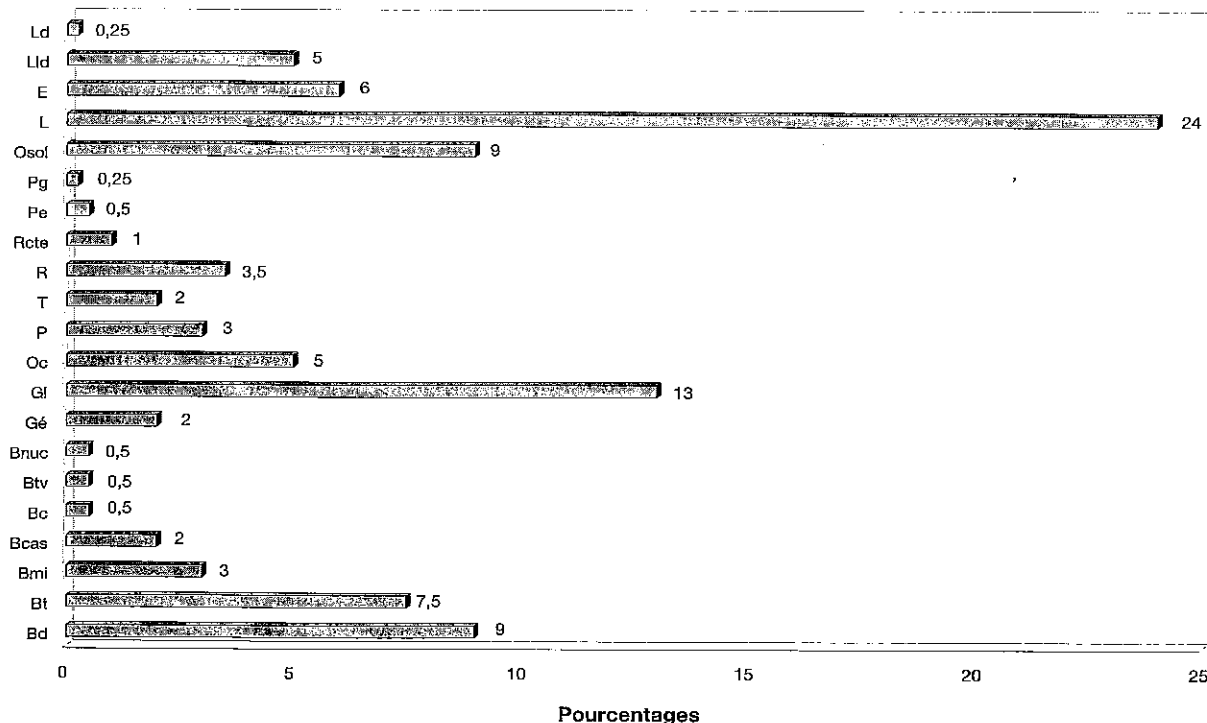 Ld 0,25
Lld 5
E 6
L 24
Osol 9
Pg 0,25
Pe 0,5
Rcte 1
R 3,5
T 2
P 3
Oc 5
Gl 13
Gé 2
Bnuc 0,5
Btv 0,5
Bc 0,5
Bcas 2
Bmi 3
Bt 7,5
Bd 9
0 5 10 15 20 25
Pourcentages